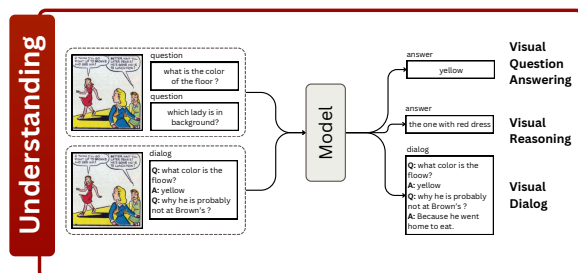 Understanding
question
what is the color
of the floor ?
question
which lady is in
background?
dialog
Q: what color is the
floow?
A: yellow
Q: why he is probably
not at Brown's ?
Model
answer
yellow
Visual
Question
Answering
answer
the one with red dress
Visual
Reasoning
dialog
Q: what color is the
floow?
A: yellow
Q: why he is probably
not at Brown's ?
A: Because he went
home to eat.
Visual
Dialog